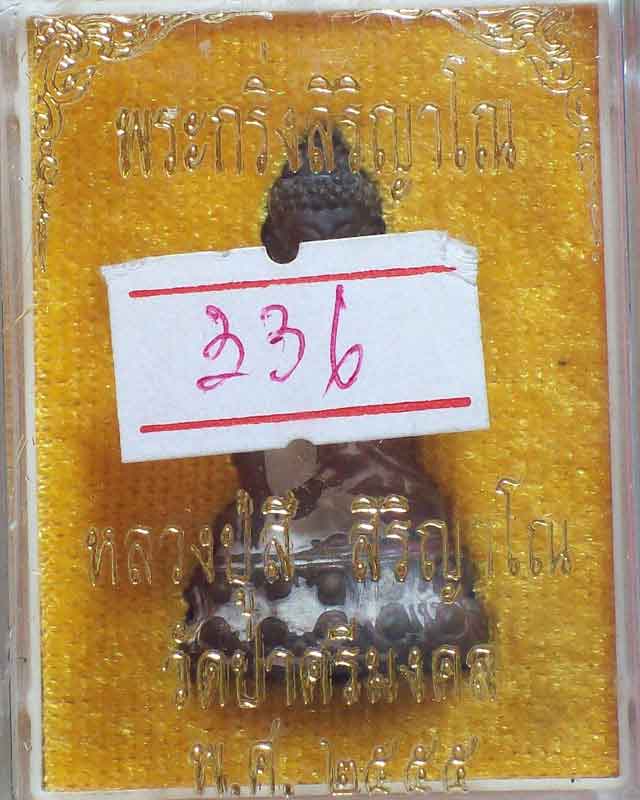 พระกริ่งสิริญาโณ
336
หลวงปู่สี สิริญาโณ
วัดป่าศรีมงคล
พ.ศ. ๒๕๕๕